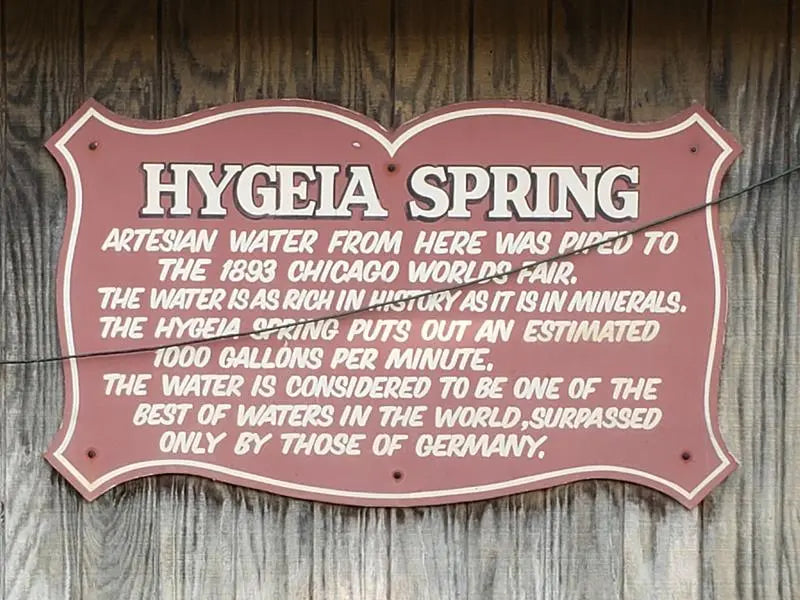 HYGEIA SPRING
ARTESIAN WATER FROM HERE WAS PIPED TO
THE 1893 CHICAGO WORLDS FAIR.
THE WATER IS AS RICH IN HISTORY AS IT IS IN MINERALS.
THE HYGEIA SPRING PUTS OUT AN ESTIMATED
1000 GALLONS PER MINUTE.
THE WATER IS CONSIDERED TO BE ONE OF THE
BEST OF WATERS IN THE WORLD, SURPASSED
ONLY BY THOSE OF GERMANY.